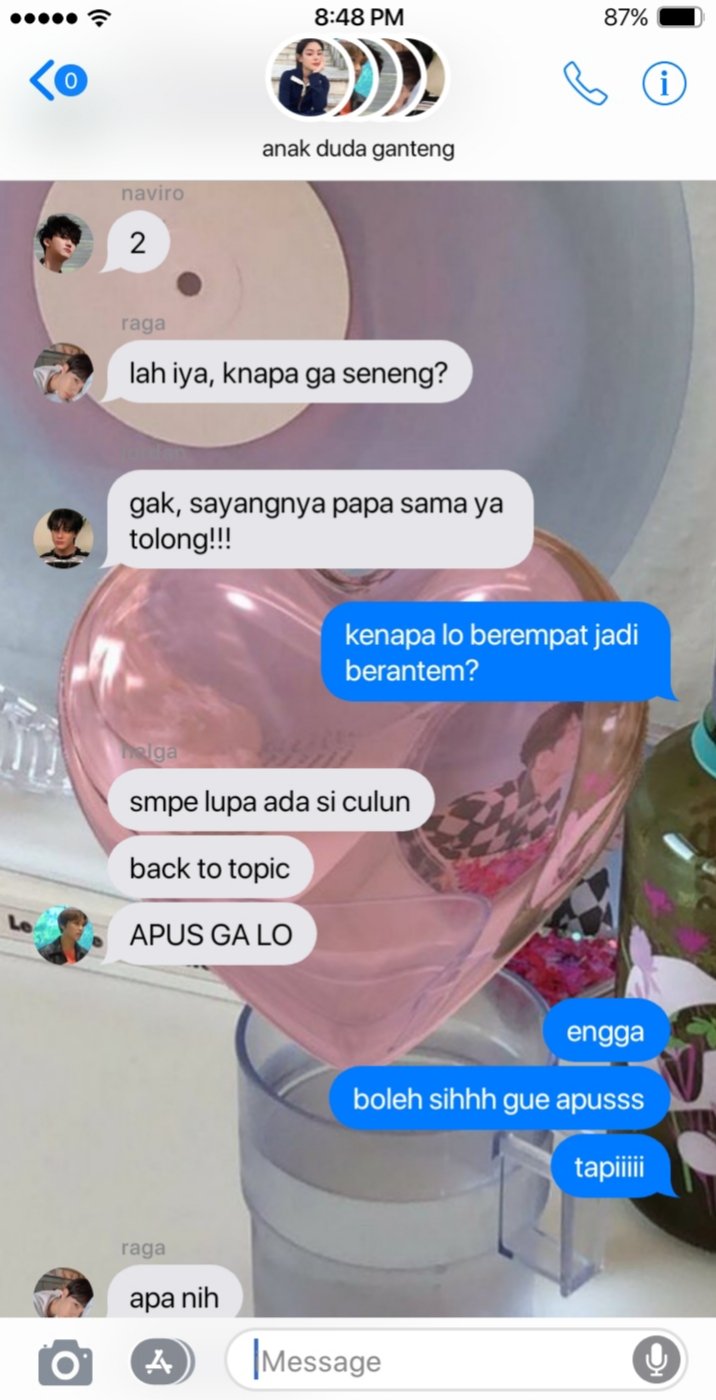 8:48 PM
87%
0
anak duda ganteng
naviro
2
raga
lah iya, knapa ga seneng?
gak, sayangnya papa sama ya
tolong!!!
kenapa lo berempat jadi
berantem?
helga
smpe lupa ada si culun
back to topic
APUS GA LO
engga
boleh sihhh gue apusss
tapiiiii
raga
apa nih
Message